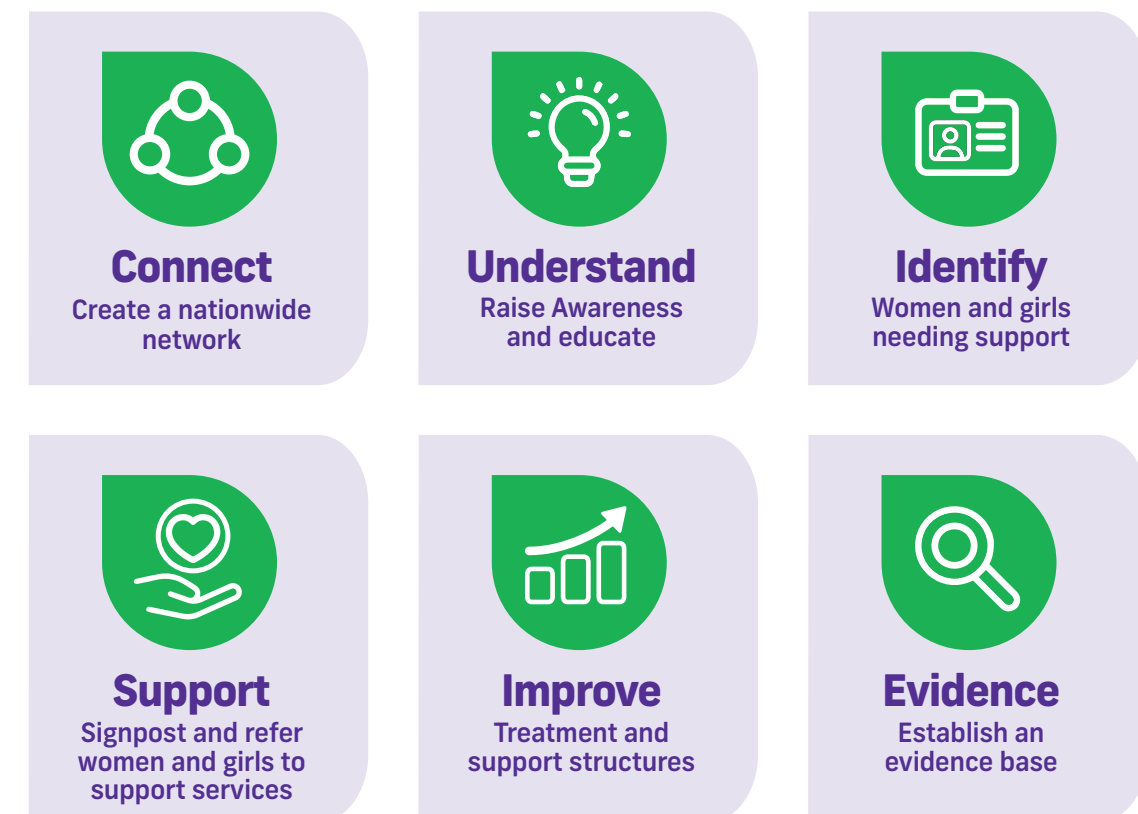 Connect
Create a nationwide
network
Understand
Raise Awareness
and educate
Identify
Women and girls
needing support
Support
Signpost and refer
women and girls to
support services
Improve
Treatment and
support structures
Evidence
Establish an
evidence base